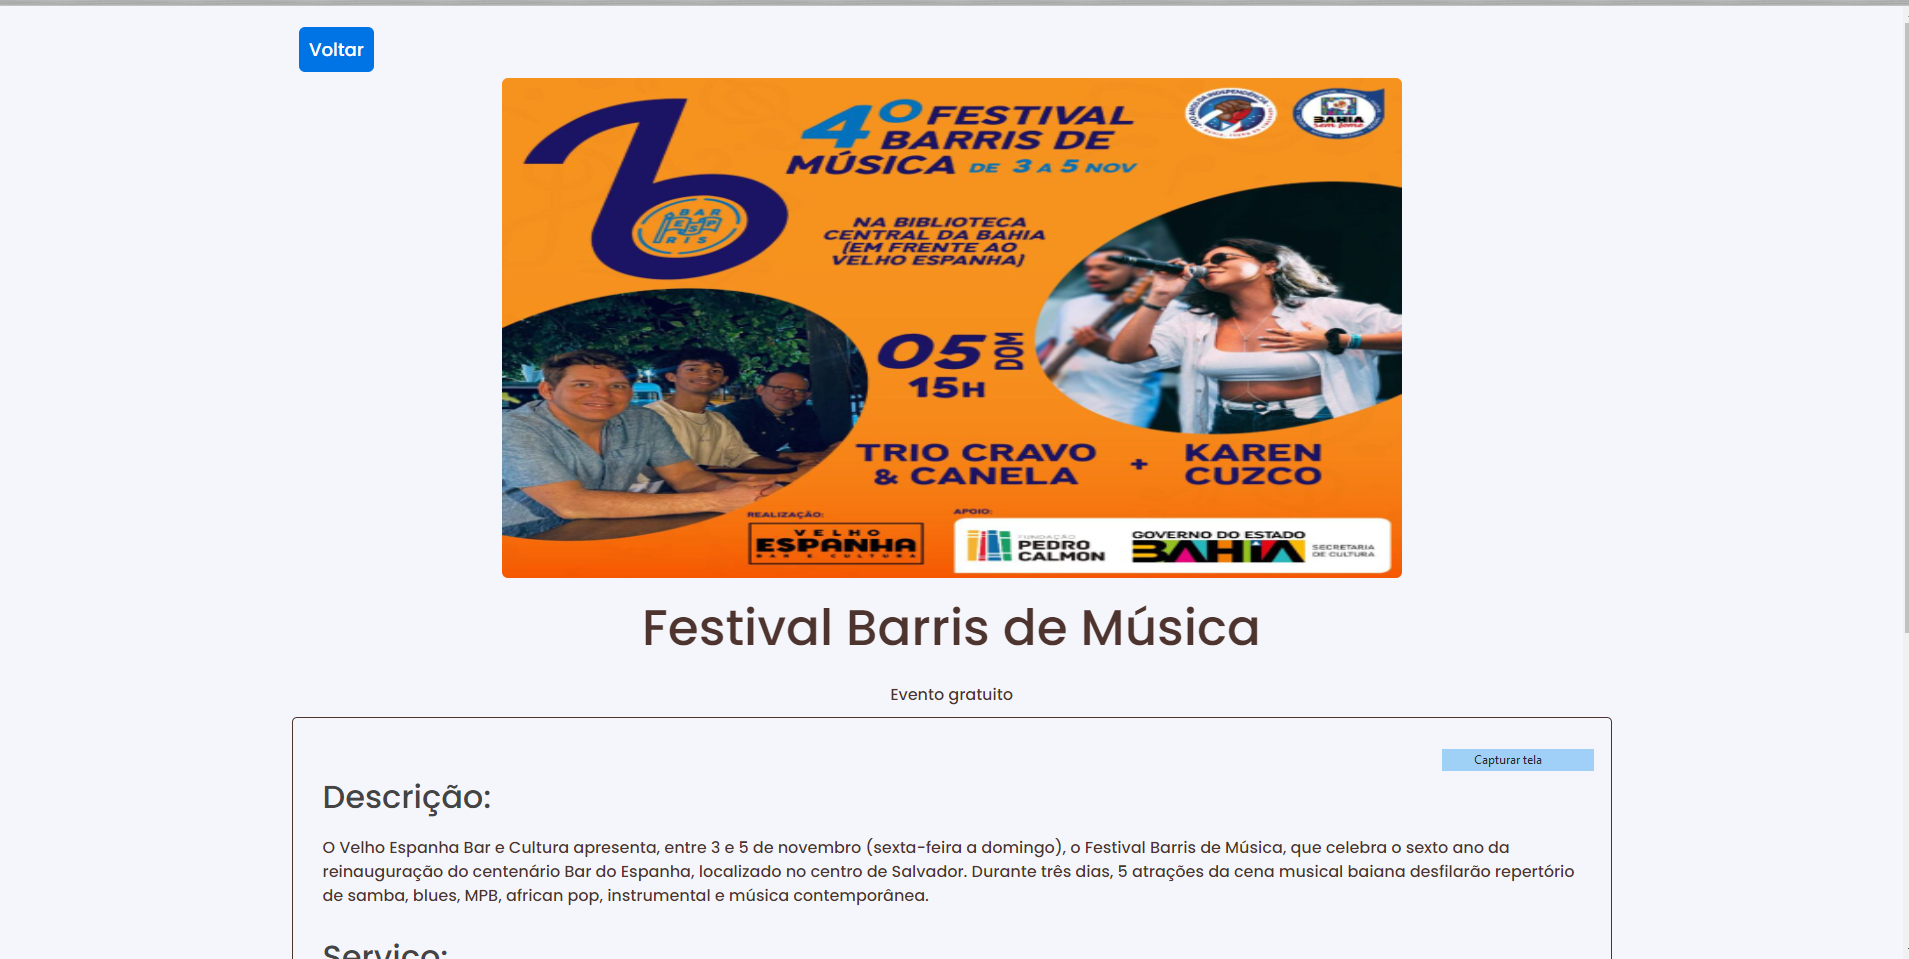 Voltar
4º FESTIVAL
BARRIS DE
MÚSICA DE 3 A 5 NOV
BAHIA
sem fome
BAR
ESP
RIS
NA BIBLIOTECA
CENTRAL DA BAHIA
(EM FRENTE AO
VELHO ESPANHA)
05 DOM
15H
TRIO CRAVO
& CANELA
+
KAREN
CUZCO
REALIZAÇÃO:
VELHO
ESPANHA
BAR E CULTURA
APOIO:
FUNDAÇÃO
PEDRO
CALMON
GOVERNO DO ESTADO
BAHIA
SECRETARIA
DE CULTURA
Festival Barris de Música
Evento gratuito
Capturar tela
Descrição:
O Velho Espanha Bar e Cultura apresenta, entre 3 e 5 de novembro (sexta-feira a domingo), o Festival Barris de Música, que celebra o sexto ano da
reinauguração do centenário Bar do Espanha, localizado no centro de Salvador. Durante três dias, 5 atrações da cena musical baiana desfilarão repertório
de samba, blues, MPB, african pop, instrumental e música contemporânea.
Serviço: